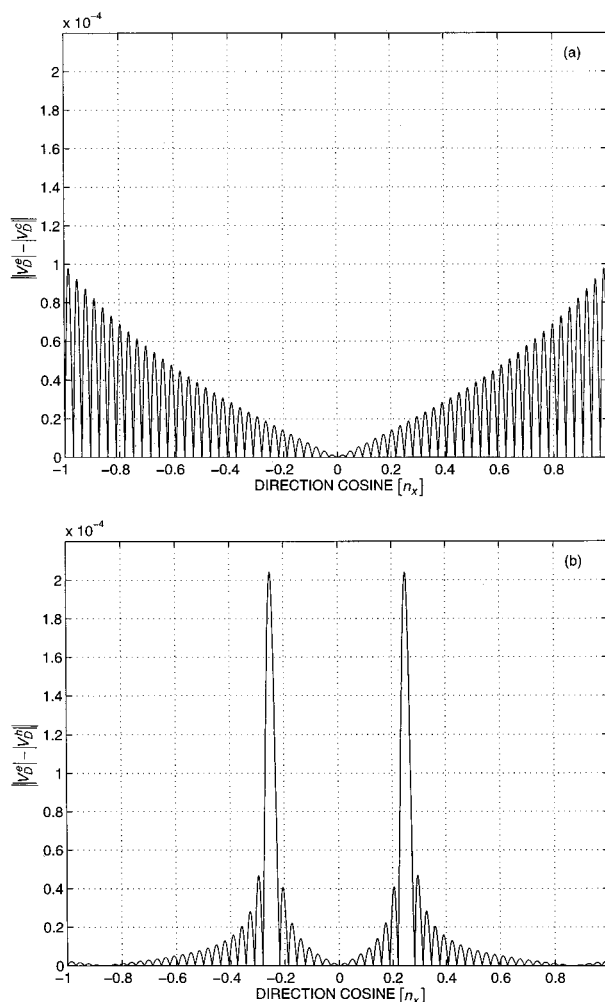 x 10⁻⁴
(a)
2
1.8
1.6
1.4
1.2
1
0.8
0.6
0.4
0.2
0
||V_D^e| − |V_D^c||
−1 −0.8 −0.6 −0.4 −0.2 0 0.2 0.4 0.6 0.8
DIRECTION COSINE [n_x]
x 10⁻⁴
(b)
2
1.8
1.6
1.4
1.2
1
0.8
0.6
0.4
0.2
||V_D^e| − |V_D^h||
−1 −0.8 −0.6 −0.4 −0.2 0 0.2 0.4 0.6 0.8
DIRECTION COSINE [n_x]